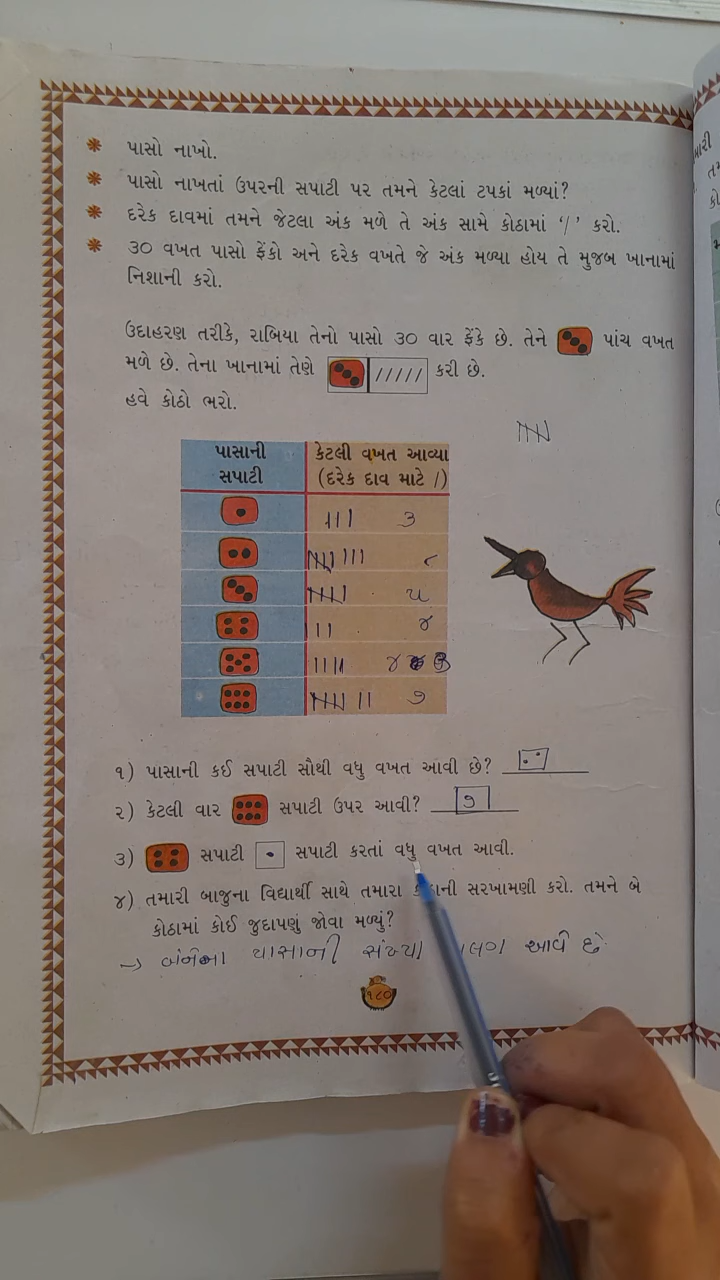 પાસો નાખો.
પાસો નાખતાં ઉપરની સપાટી પર તમને કેટલાં ટપકાં મળ્યાં?
દરેક દાવમાં તમને જેટલા અંક મળે તે અંક સામે કોઠામાં ‘/’ કરો.
૩૦ વખત પાસો ફેંકો અને દરેક વખતે જે અંક મળ્યા હોય તે મુજબ ખાનામાં
નિશાની કરો.
ઉદાહરણ તરીકે, રાબિયા તેનો પાસો ૩૦ વાર ફેંકે છે. તેને પાંચ વખત
મળે છે. તેના ખાનામાં તેણે ///// કરી છે.
હવે કોઠો ભરો.
પાસાની સપાટી
કેટલી વખત આવ્યા (દરેક દાવ માટે /)
/// ૩
૮
૫
/// ૪
//// ૪
૭
૧) પાસાની કઈ સપાટી સૌથી વધુ વખત આવી છે?
૨) કેટલી વાર સપાટી ઉપર આવી? ૭
૩) સપાટી સપાટી કરતાં વધુ વખત આવી.
૪) તમારી બાજુના વિદ્યાર્થી સાથે તમારા સરખામણી કરો. તમને બે
કોઠામાં કોઈ જુદાપણું જોવા મળ્યું?
→ બંનેના પાસાની સંખ્યા આવે છે
૧૮૦